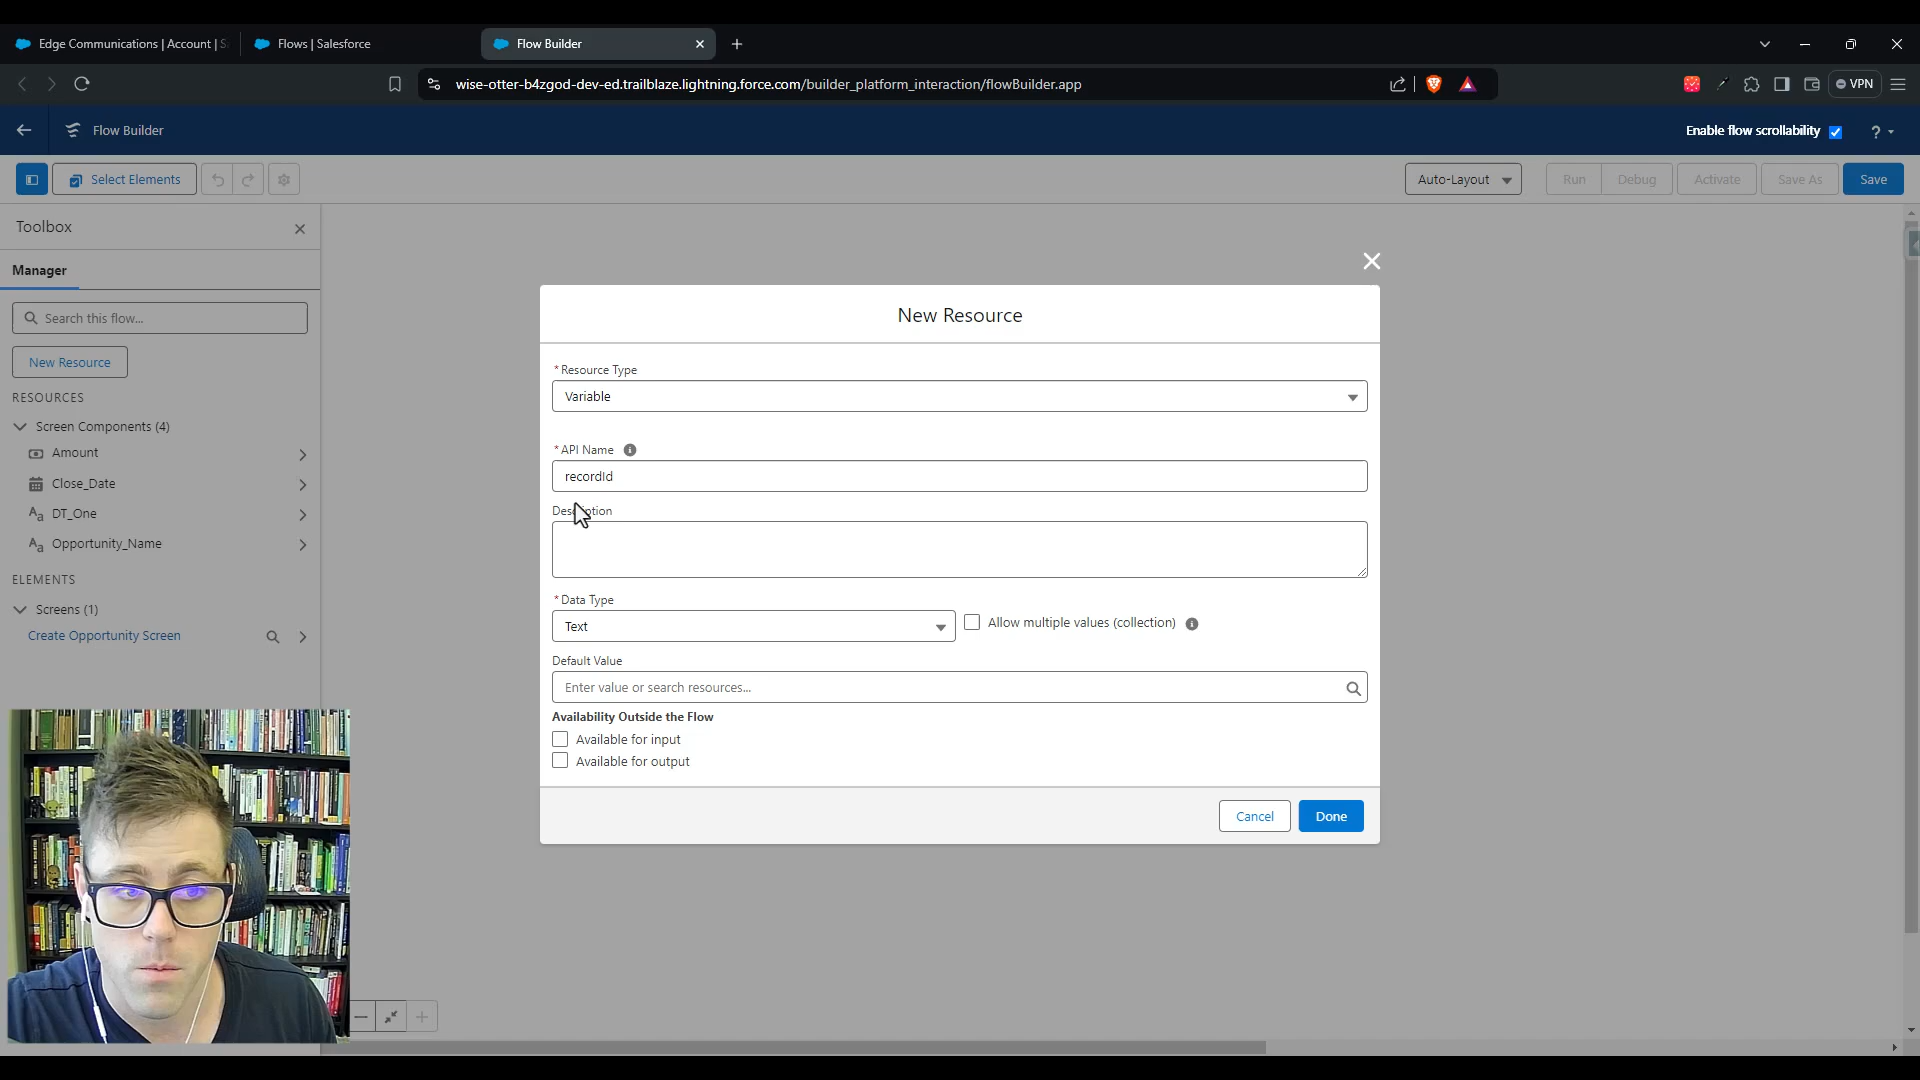 Edge Communications | Account | S
Flows | Salesforce
Flow Builder
wise-otter-b4zgod-dev-ed.trailblaze.lightning.force.com/builder_platform_interaction/flowBuilder.app
VPN
Flow Builder
Enable flow scrollability
?
Select Elements
Auto-Layout
Run
Debug
Activate
Save As
Save
Toolbox
Manager
Search this flow...
New Resource
RESOURCES
Screen Components (4)
Amount
Close_Date
DT_One
Opportunity_Name
ELEMENTS
Screens (1)
Create Opportunity Screen
New Resource
* Resource Type
Variable
* API Name
recordId
Description
* Data Type
Text
Allow multiple values (collection)
Default Value
Enter value or search resources...
Availability Outside the Flow
Available for input
Available for output
Cancel
Done